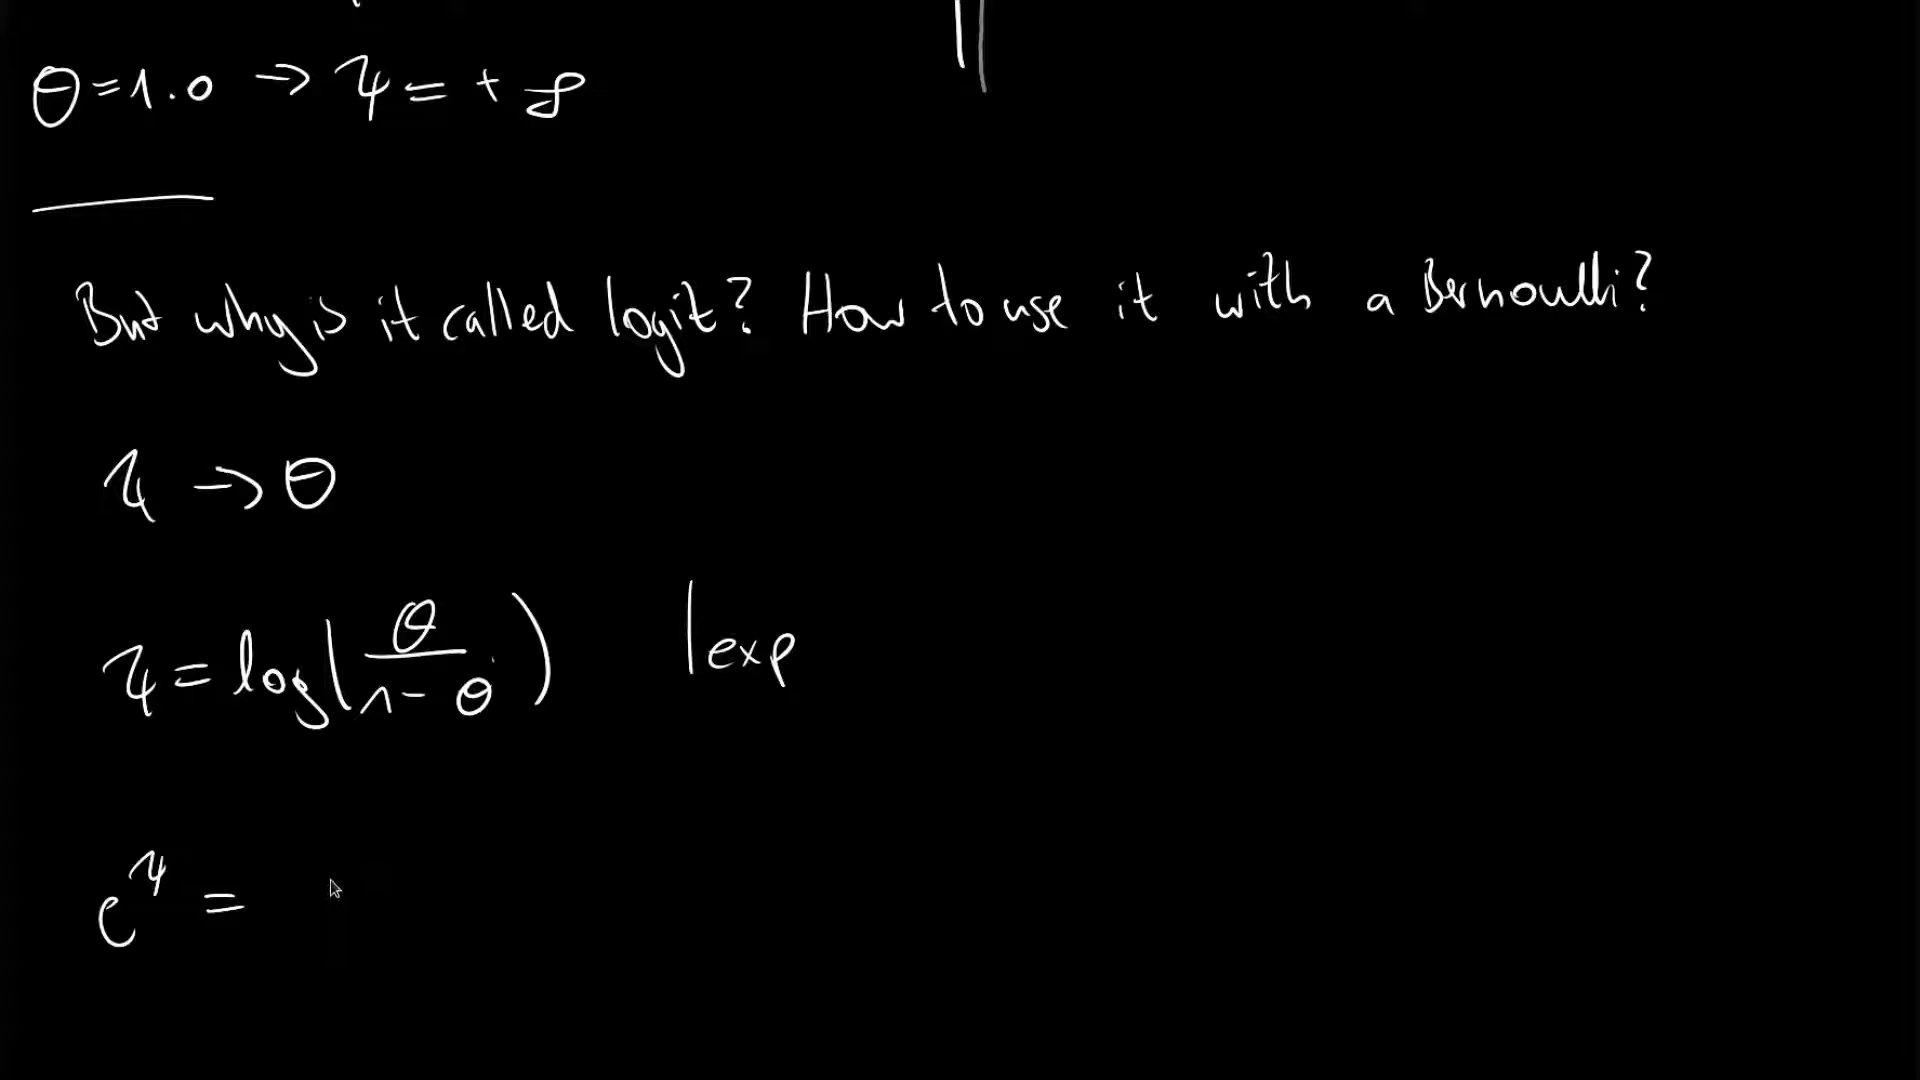 θ=1.0 → ψ = + ∞
But why is it called logit? How to use it with a Bernoulli?
ψ → θ
ψ = log(θ/(1-θ)) | exp
e^ψ =